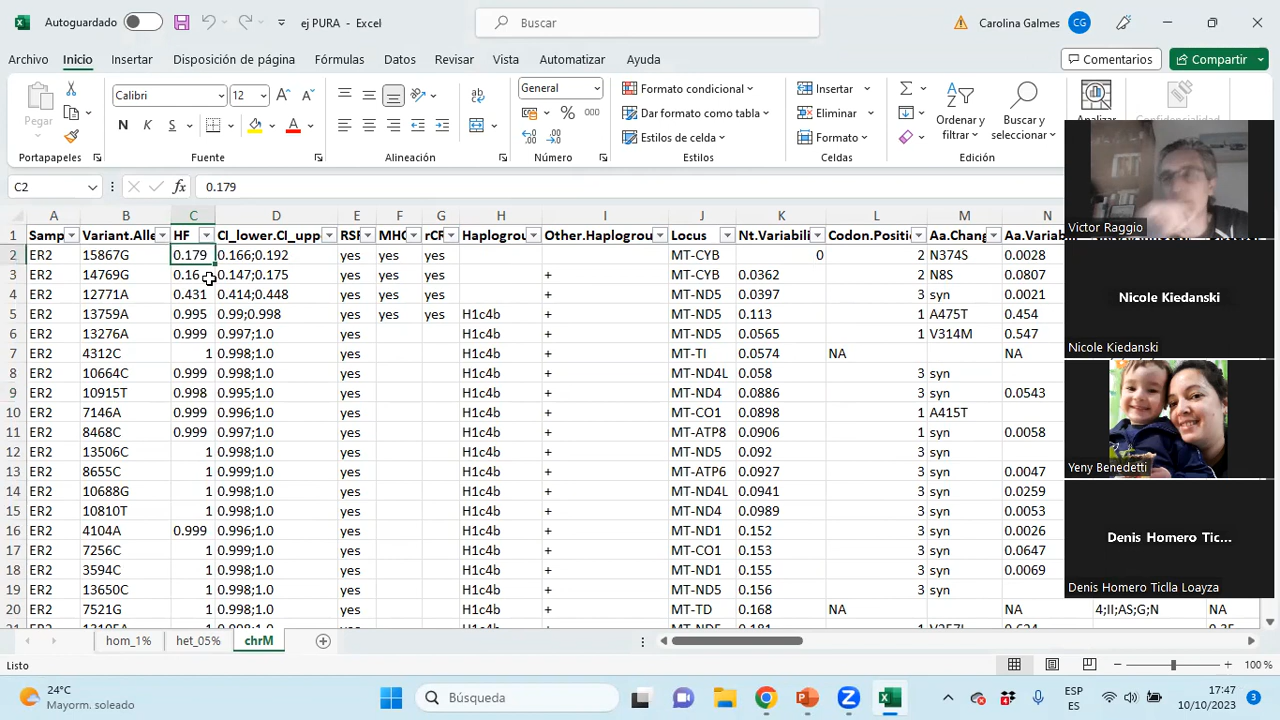 Autoguardado ej PURA - Excel Buscar Carolina Galmes CG
Archivo Inicio Insertar Disposición de página Fórmulas Datos Revisar Vista Automatizar Ayuda Comentarios Compartir
Pegar Calibri 12 General Formato condicional Insertar Ordenar y filtrar Buscar y seleccionar Analizar Confidencialidad
N K S Dar formato como tabla Eliminar
% 000 Estilos de celda Formato
Portapapeles Fuente Alineación Número Estilos Celdas Edición
C2 fx 0.179
A B C D E F G H I J K L M N
1 Samp Variant.Alle HF CI_lower.CI_upp RSR MHC rCR Haplogrou Other.Haplogrou Locus Nt.Variabili Codon.Positi Aa.Chang Aa.Variab
2 ER2 15867G 0.179 0.166;0.192 yes yes yes MT-CYB 0 2 N374S 0.0028
3 ER2 14769G 0.16 0.147;0.175 yes yes yes + MT-CYB 0.0362 2 N8S 0.0807
4 ER2 12771A 0.431 0.414;0.448 yes yes yes + MT-ND5 0.0397 3 syn 0.0021
5 ER2 13759A 0.995 0.99;0.998 yes yes yes H1c4b + MT-ND5 0.113 1 A475T 0.454
6 ER2 13276A 0.999 0.997;1.0 yes H1c4b + MT-ND5 0.0565 1 V314M 0.547
7 ER2 4312C 1 0.998;1.0 yes H1c4b + MT-TI 0.0574 NA NA
8 ER2 10664C 0.999 0.998;1.0 yes H1c4b + MT-ND4L 0.058 3 syn
9 ER2 10915T 0.998 0.995;1.0 yes H1c4b + MT-ND4 0.0886 3 syn 0.0543
10 ER2 7146A 0.999 0.998;1.0 yes H1c4b + MT-CO1 0.0898 1 A415T
11 ER2 8468C 0.999 0.997;1.0 yes H1c4b + MT-ATP8 0.0906 1 syn 0.0058
12 ER2 13506C 1 0.998;1.0 yes H1c4b + MT-ND5 0.092 3 syn
13 ER2 8655C 1 0.999;1.0 yes H1c4b + MT-ATP6 0.0927 3 syn 0.0047
14 ER2 10688G 1 0.998;1.0 yes H1c4b + MT-ND4L 0.0941 3 syn 0.0259
15 ER2 10810T 1 0.998;1.0 yes H1c4b + MT-ND4 0.0989 3 syn 0.0053
16 ER2 4104A 0.999 0.996;1.0 yes H1c4b + MT-ND1 0.152 3 syn 0.0026
17 ER2 7256C 1 0.999;1.0 yes H1c4b + MT-CO1 0.153 3 syn 0.0647
18 ER2 3594C 1 0.998;1.0 yes H1c4b + MT-ND1 0.155 3 syn 0.0069
19 ER2 13650C 1 0.998;1.0 yes H1c4b + MT-ND5 0.156 3 syn
20 ER2 7521G 1 0.998;1.0 yes H1c4b + MT-TD 0.168 NA NA 4;II;AS;G;N NA
Victor Raggio
Nicole Kiedanski
Nicole Kiedanski
Yeny Benedetti
Denis Homero Tic...
Denis Homero Ticlla Loayza
hom_1% het_05% chrM
Listo 100 %
24°C
Mayorm. soleado
Búsqueda
ESP
ES
17:47
10/10/2023
3